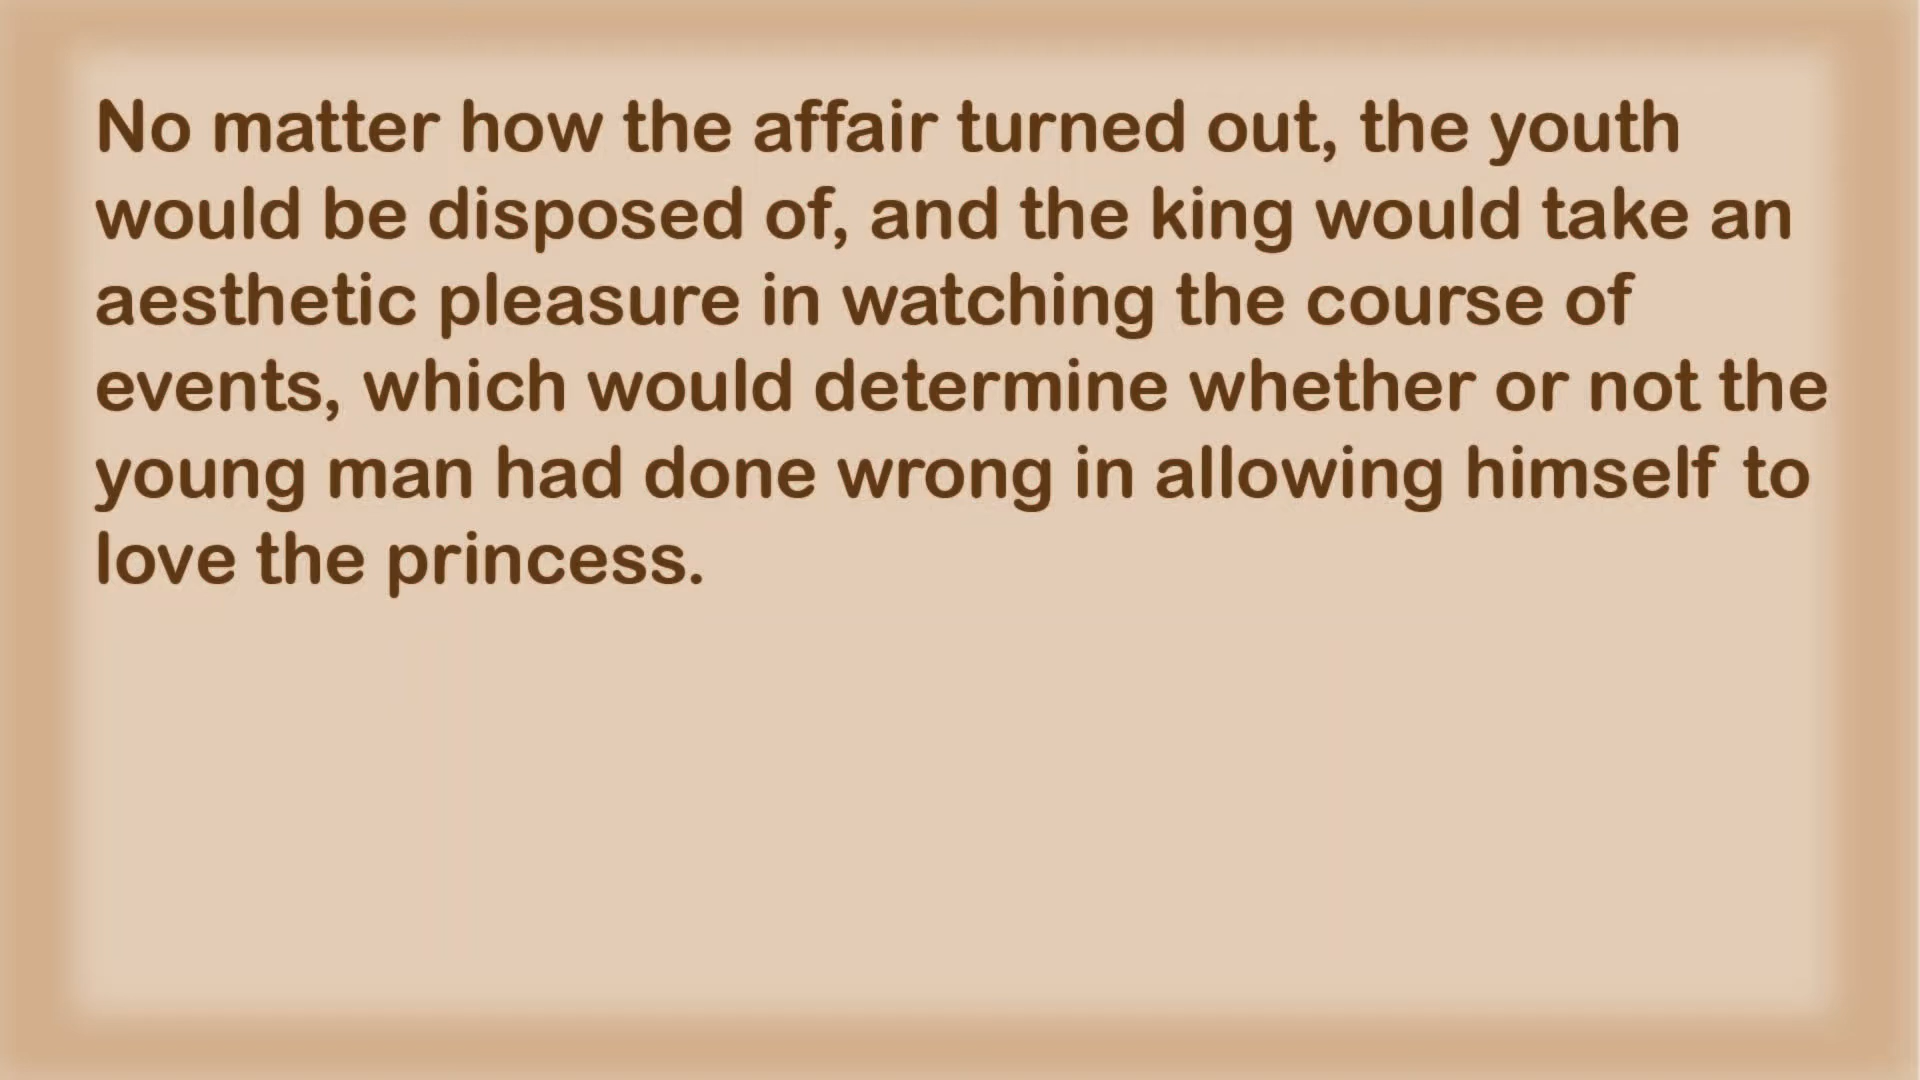 No matter how the affair turned out, the youth
would be disposed of, and the king would take an
aesthetic pleasure in watching the course of
events, which would determine whether or not the
young man had done wrong in allowing himself to
love the princess.